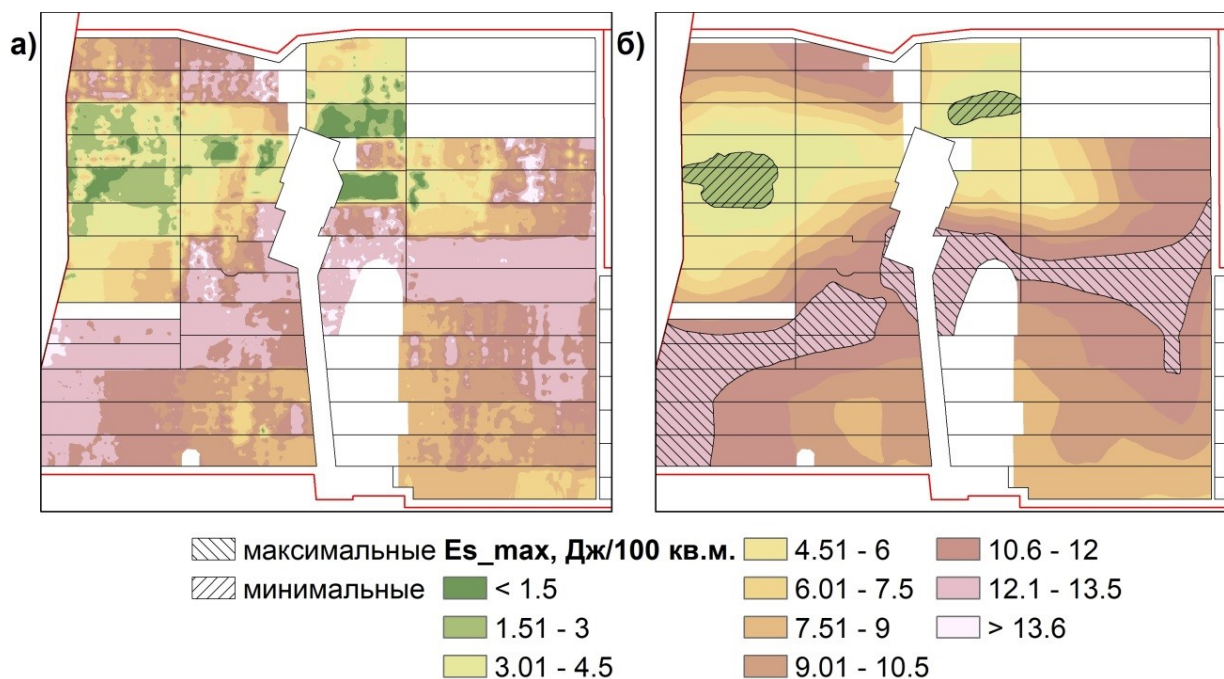 а)
б)
максимальные Es_max, Дж/100 кв.м. 4.51 - 6 10.6 - 12
минимальные < 1.5 6.01 - 7.5 12.1 - 13.5
1.51 - 3 7.51 - 9 > 13.6
3.01 - 4.5 9.01 - 10.5